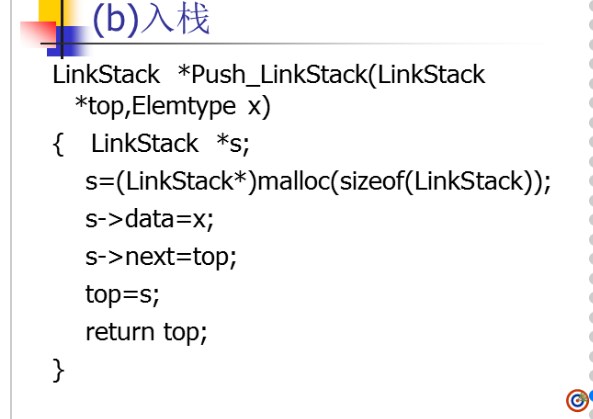 (b)入栈
LinkStack *Push_LinkStack(LinkStack
*top,Elemtype x)
{ LinkStack *s;
s=(LinkStack*)malloc(sizeof(LinkStack));
s->data=x;
s->next=top;
top=s;
return top;
}